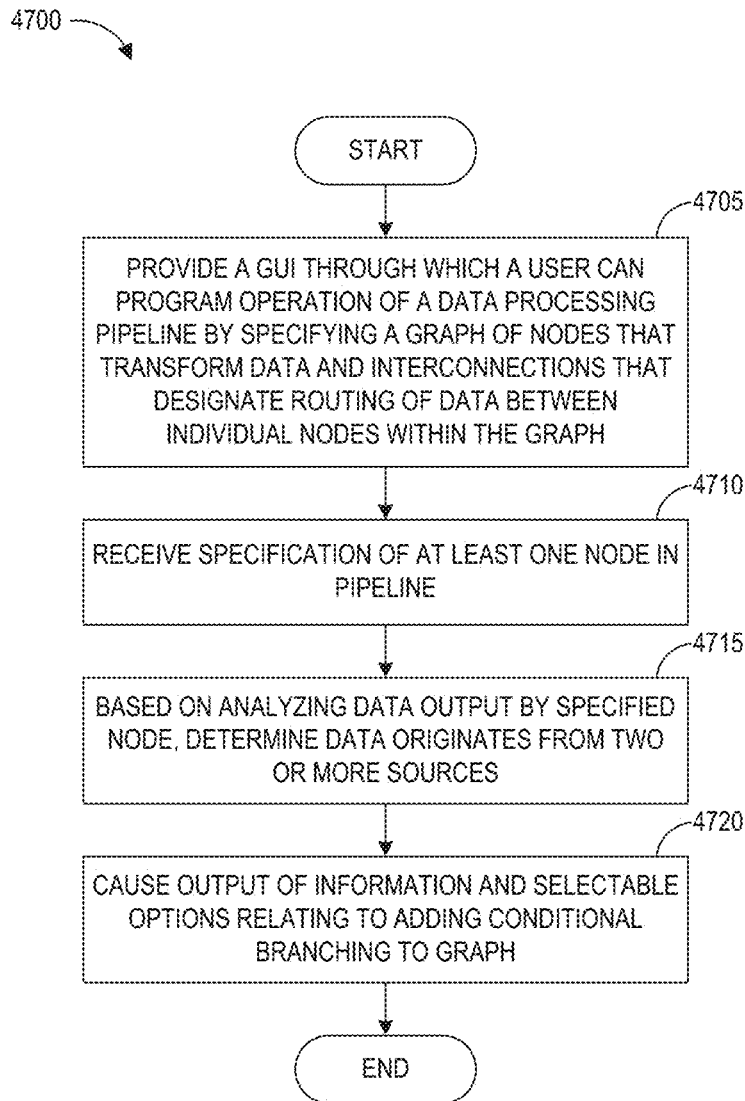 4700
START
4705
PROVIDE A GUI THROUGH WHICH A USER CAN
PROGRAM OPERATION OF A DATA PROCESSING
PIPELINE BY SPECIFYING A GRAPH OF NODES THAT
TRANSFORM DATA AND INTERCONNECTIONS THAT
DESIGNATE ROUTING OF DATA BETWEEN
INDIVIDUAL NODES WITHIN THE GRAPH
4710
RECEIVE SPECIFICATION OF AT LEAST ONE NODE IN
PIPELINE
4715
BASED ON ANALYZING DATA OUTPUT BY SPECIFIED
NODE, DETERMINE DATA ORIGINATES FROM TWO
OR MORE SOURCES
4720
CAUSE OUTPUT OF INFORMATION AND SELECTABLE
OPTIONS RELATING TO ADDING CONDITIONAL
BRANCHING TO GRAPH
END